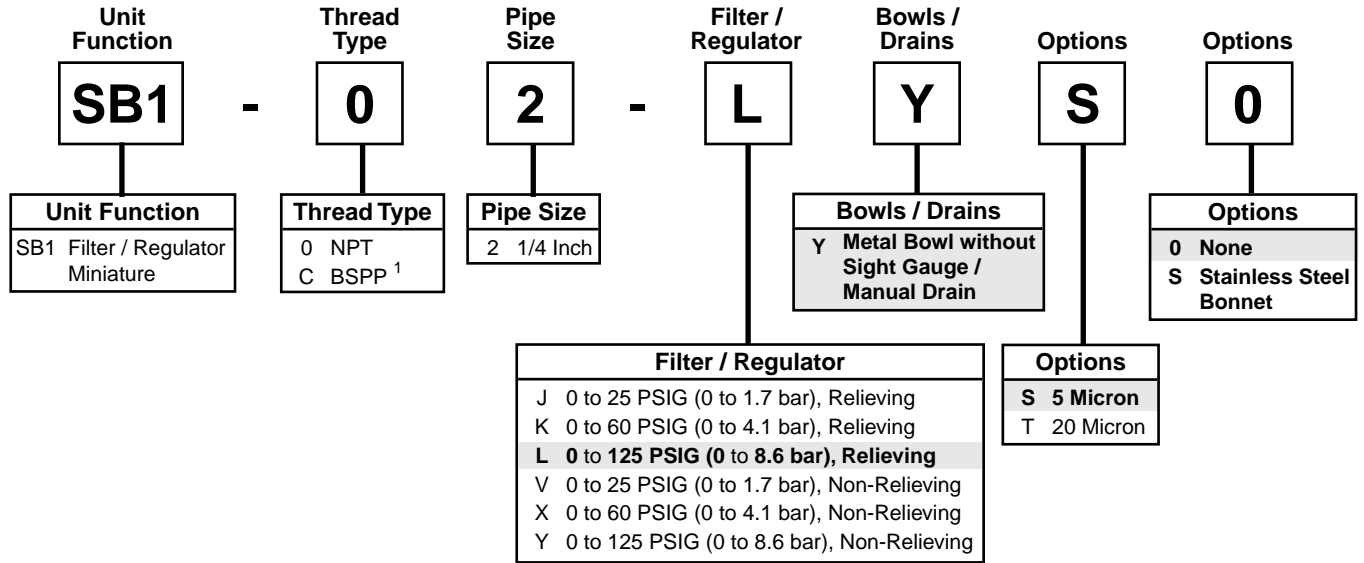 Unit Function
Thread Type
Pipe Size
Filter / Regulator
Bowls / Drains
Options
Options
SB1 - 0 2 - L Y S 0
Unit Function
SB1 Filter / Regulator
Miniature
Thread Type
0 NPT
C BSPP 1
Pipe Size
2 1/4 Inch
Bowls / Drains
Y Metal Bowl without
Sight Gauge /
Manual Drain
Options
0 None
S Stainless Steel
Bonnet
Filter / Regulator
J 0 to 25 PSIG (0 to 1.7 bar), Relieving
K 0 to 60 PSIG (0 to 4.1 bar), Relieving
L 0 to 125 PSIG (0 to 8.6 bar), Relieving
V 0 to 25 PSIG (0 to 1.7 bar), Non-Relieving
X 0 to 60 PSIG (0 to 4.1 bar), Non-Relieving
Y 0 to 125 PSIG (0 to 8.6 bar), Non-Relieving
Options
S 5 Micron
T 20 Micron